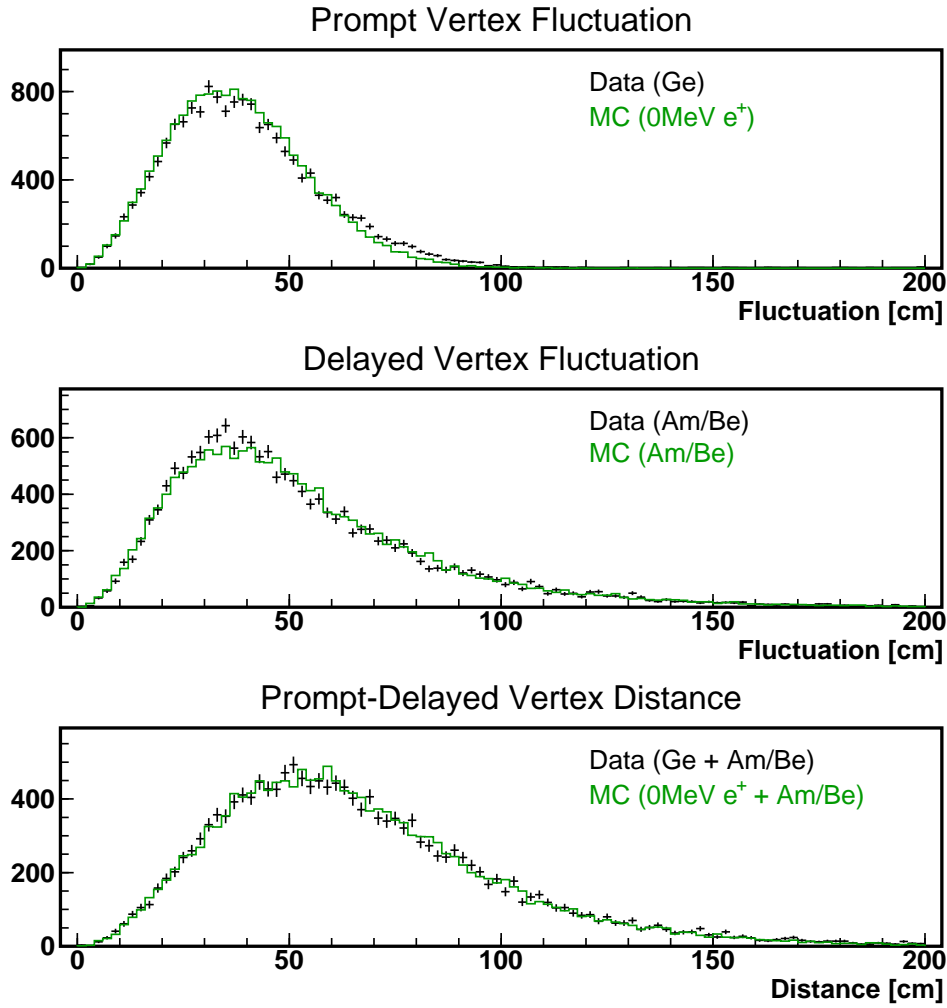 Prompt Vertex Fluctuation
800
400
0
Data (Ge)
MC (0MeV e⁺)
0 50 100 150 200
Fluctuation [cm]
Delayed Vertex Fluctuation
600
400
200
0
Data (Am/Be)
MC (Am/Be)
0 50 100 150 200
Fluctuation [cm]
Prompt-Delayed Vertex Distance
400
200
0
Data (Ge + Am/Be)
MC (0MeV e⁺ + Am/Be)
0 50 100 150 200
Distance [cm]